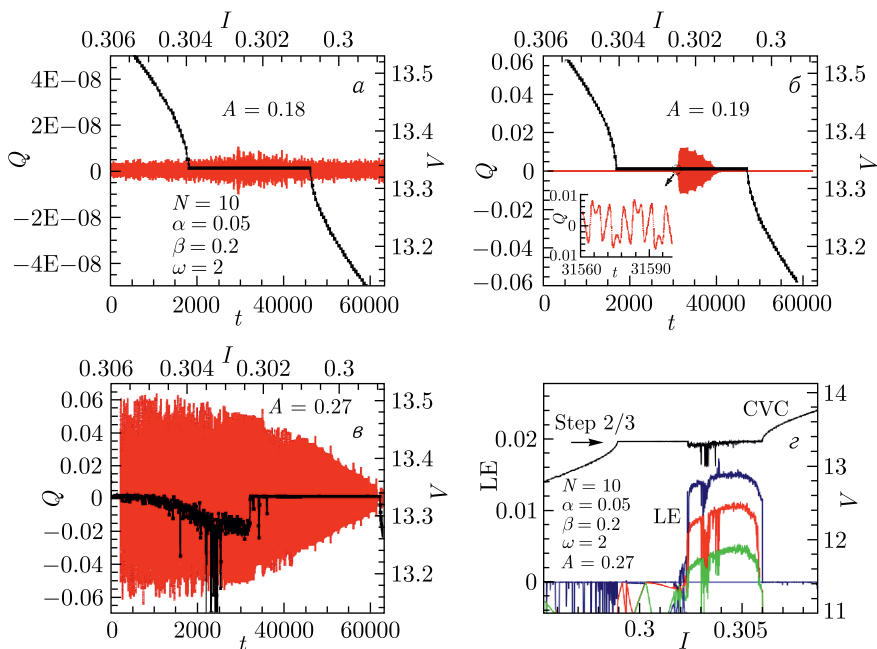 I
0.306 0.304 0.302 0.3
4E−08
2E−08
0
−2E−08
−4E−08
Q
13.5
13.4
13.3
13.2
V
а
A = 0.18
N = 10
α = 0.05
β = 0.2
ω = 2
0 20000 40000 60000
t
I
0.306 0.304 0.302 0.3
0.06
0.04
0.02
0
−0.02
−0.04
−0.06
Q
13.5
13.4
13.3
13.2
V
б
A = 0.19
0.01
0
0.01
Q
31560 t 31590
0 20000 40000 60000
t
I
0.306 0.304 0.302 0.3
0.06
0.04
0.02
0
−0.02
−0.04
−0.06
Q
13.5
13.4
13.3
13.2
V
A = 0.27
в
0 20000 40000 60000
t
0.02
0.01
0
LE
14
13
12
11
V
CVC
Step 2/3
г
N = 10
α = 0.05
β = 0.2
ω = 2
A = 0.27
LE
0.3 0.305
I